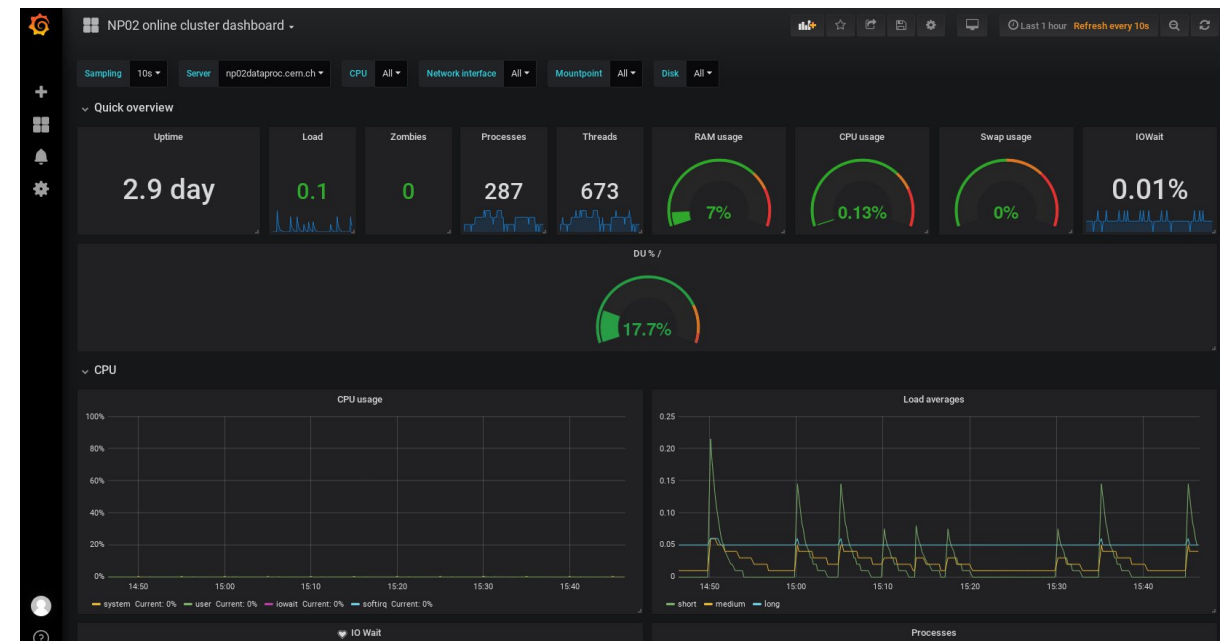 NP02 online cluster dashboard
Last 1 hour Refresh every 10s
Sampling 10s Server np02dataproc.cern.ch CPU All Network interface All Mountpoint All Disk All
Quick overview
Uptime Load Zombies Processes Threads RAM usage CPU usage Swap usage IOWait
2.9 day 0.1 0 287 673 7% 0.13% 0% 0.01%
DU % /
17.7%
CPU
CPU usage
100%
80%
60%
40%
20%
0%
14:50 15:00 15:10 15:20 15:30 15:40
system Current: 0% user Current: 0% iowait Current: 0% softirq Current: 0%
Load averages
0.25
0.20
0.15
0.10
0.05
0
14:50 15:00 15:10 15:20 15:30 15:40
short medium long
IO Wait
Processes